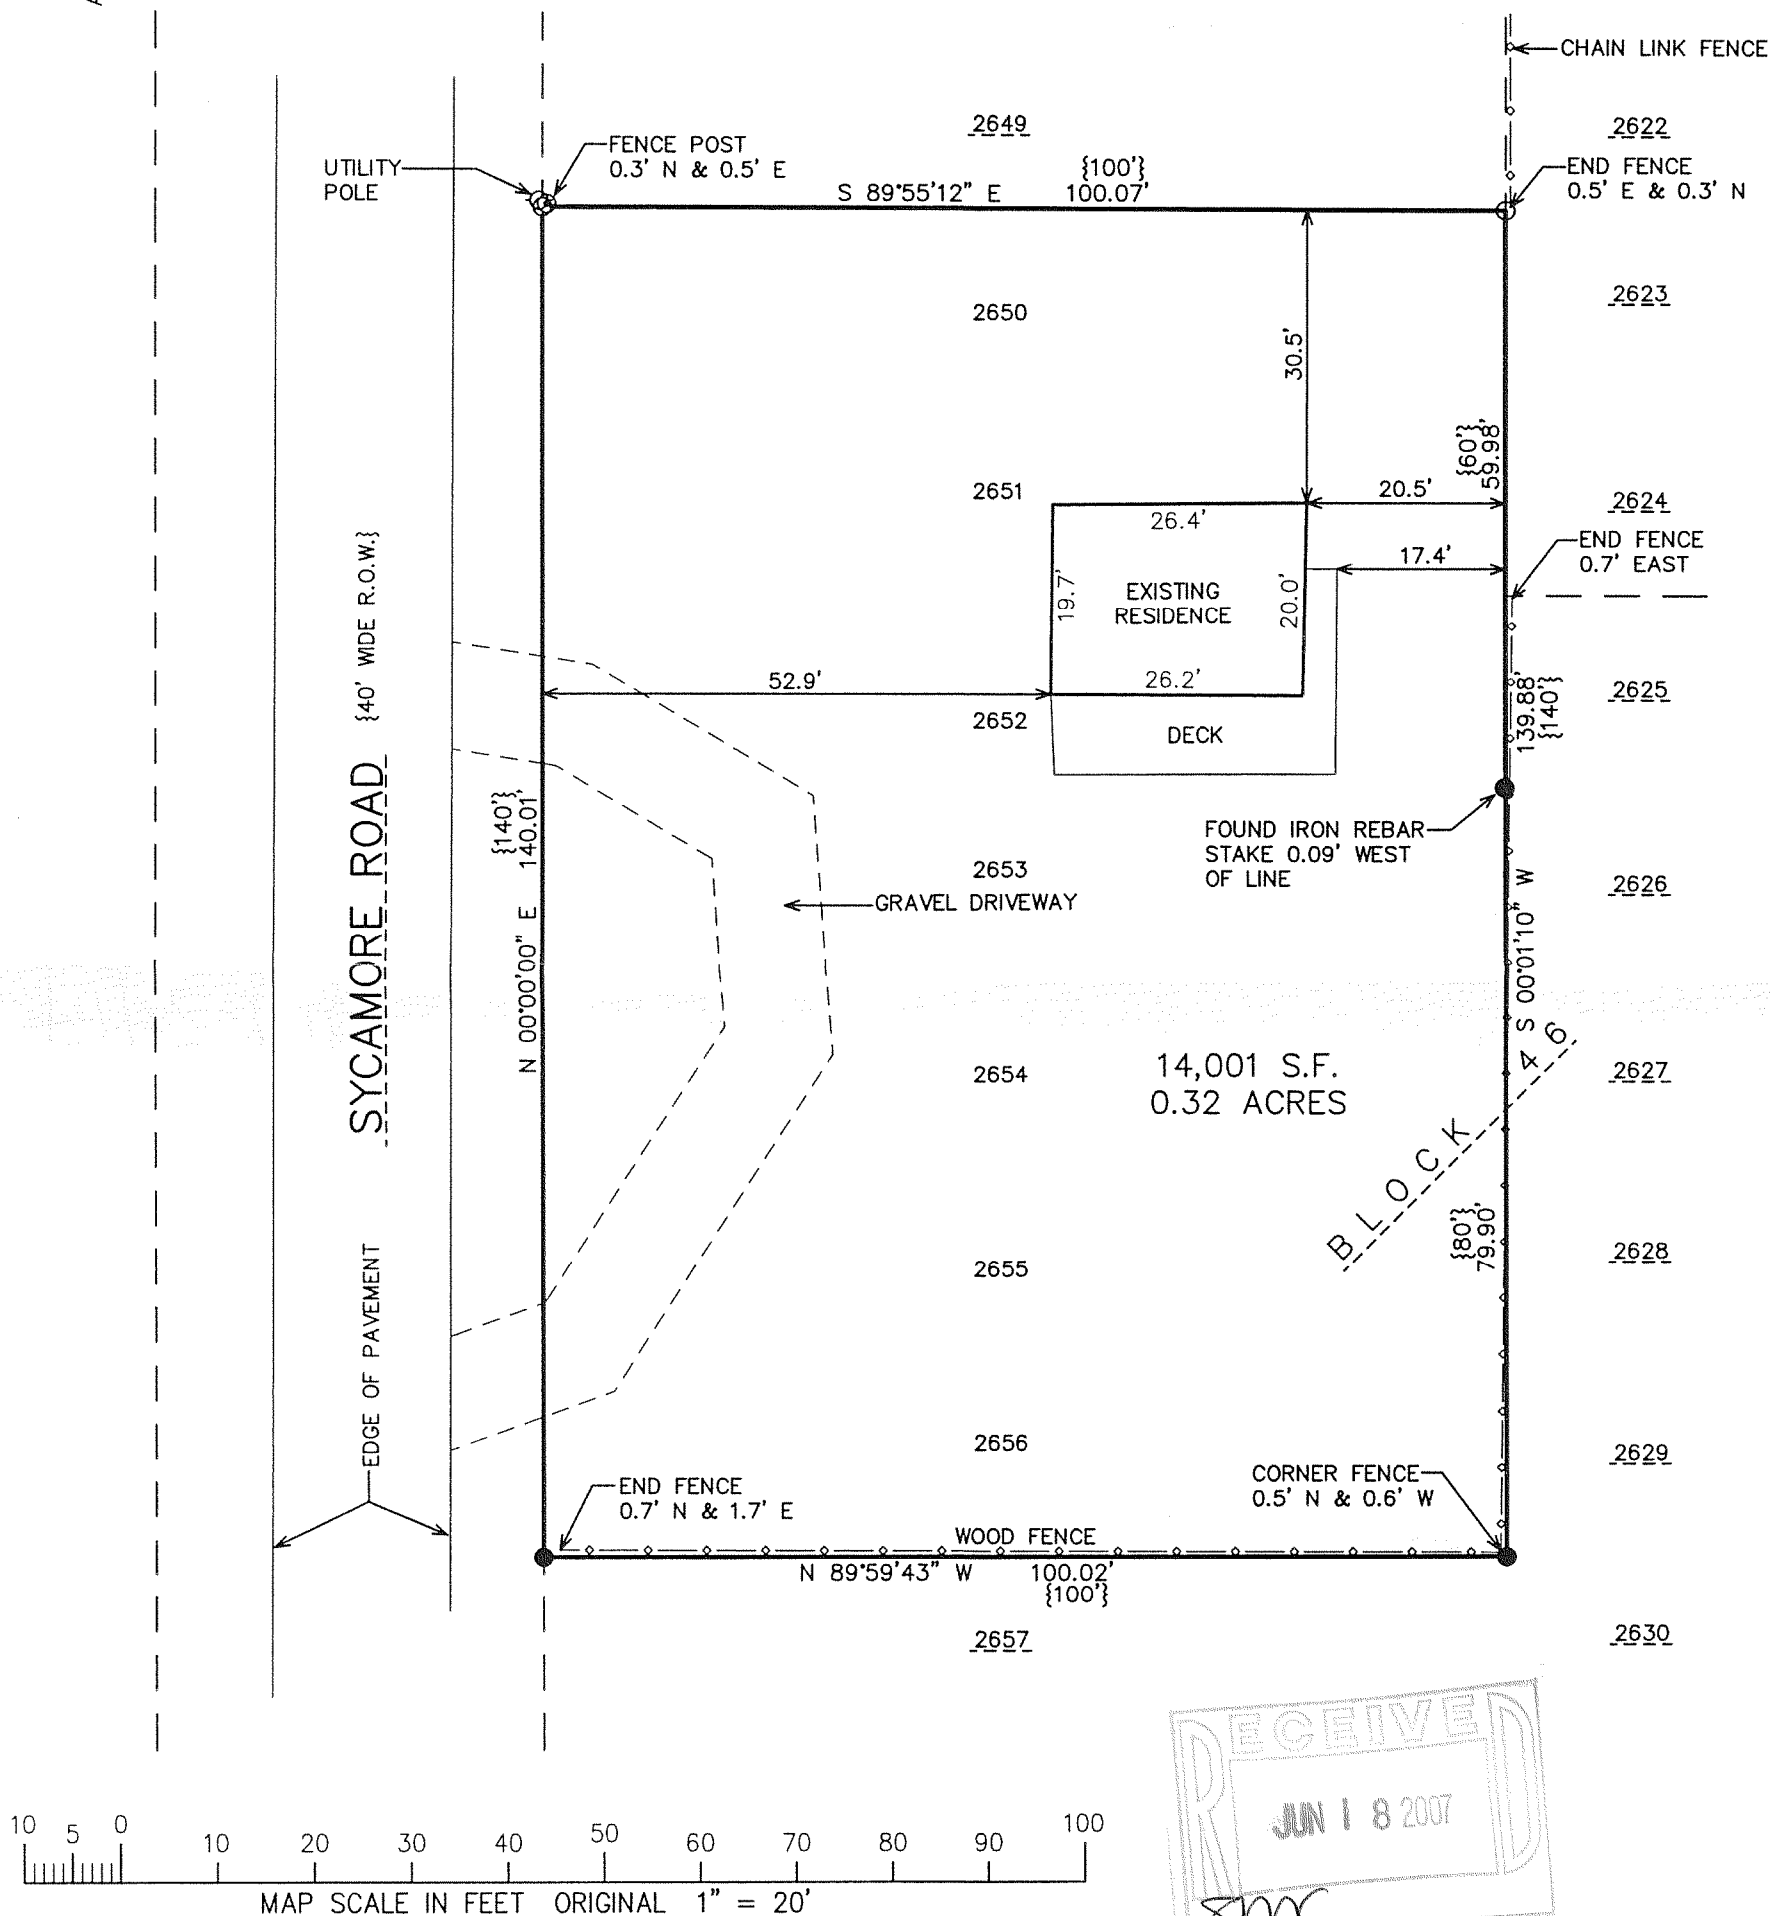 CHAIN LINK FENCE
2649
2622
FENCE POST
0.3' N & 0.5' E
UTILITY
POLE
{100'}
S 89°55'12" E 100.07'
END FENCE
0.5' E & 0.3' N
2650
2623
30.5'
{60'}
59.98'
2651
20.5'
2624
26.4'
END FENCE
0.7' EAST
17.4'
19.7'
EXISTING
RESIDENCE
20.0'
52.9'
26.2'
2625
2652
DECK
139.88'
{140'}
SYCAMORE ROAD {40' WIDE R.O.W.}
{140'}
N 00°00'00" E 140.01'
FOUND IRON REBAR
STAKE 0.09' WEST
OF LINE
2653
2626
GRAVEL DRIVEWAY
S 00°01'10" W
14,001 S.F.
0.32 ACRES
2654
2627
BLOCK 46
{80'}
79.90'
2655
2628
EDGE OF PAVEMENT
2656
2629
END FENCE
0.7' N & 1.7' E
CORNER FENCE
0.5' N & 0.6' W
WOOD FENCE
N 89°59'43" W 100.02'
{100'}
2657
2630
RECEIVED
JUN 18 2007
10 5 0 10 20 30 40 50 60 70 80 90 100
MAP SCALE IN FEET ORIGINAL 1" = 20'